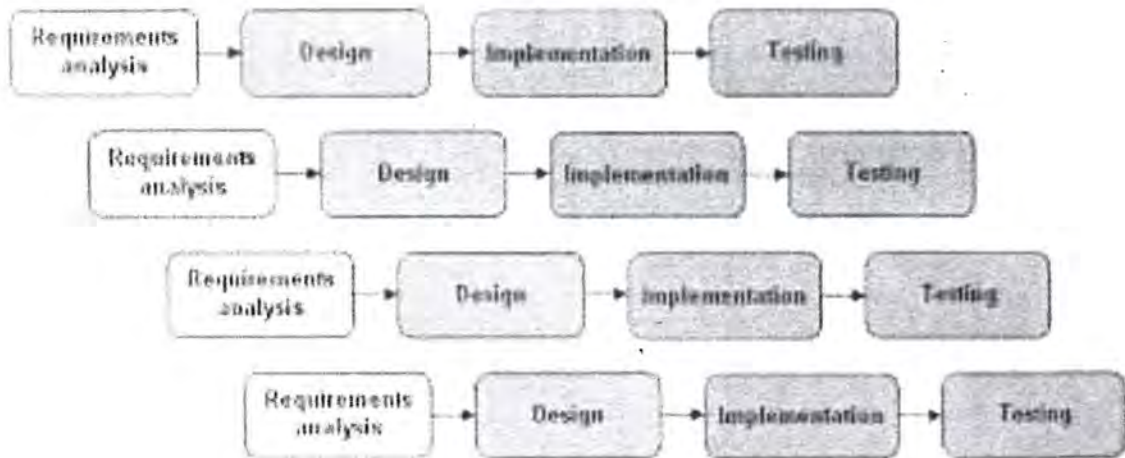 Requirements
analysis
Design
Implementation
Testing
Requirements
analysis
Design
Implementation
Testing
Requirements
analysis
Design
Implementation
Testing
Requirements
analysis
Design
Implementation
Testing